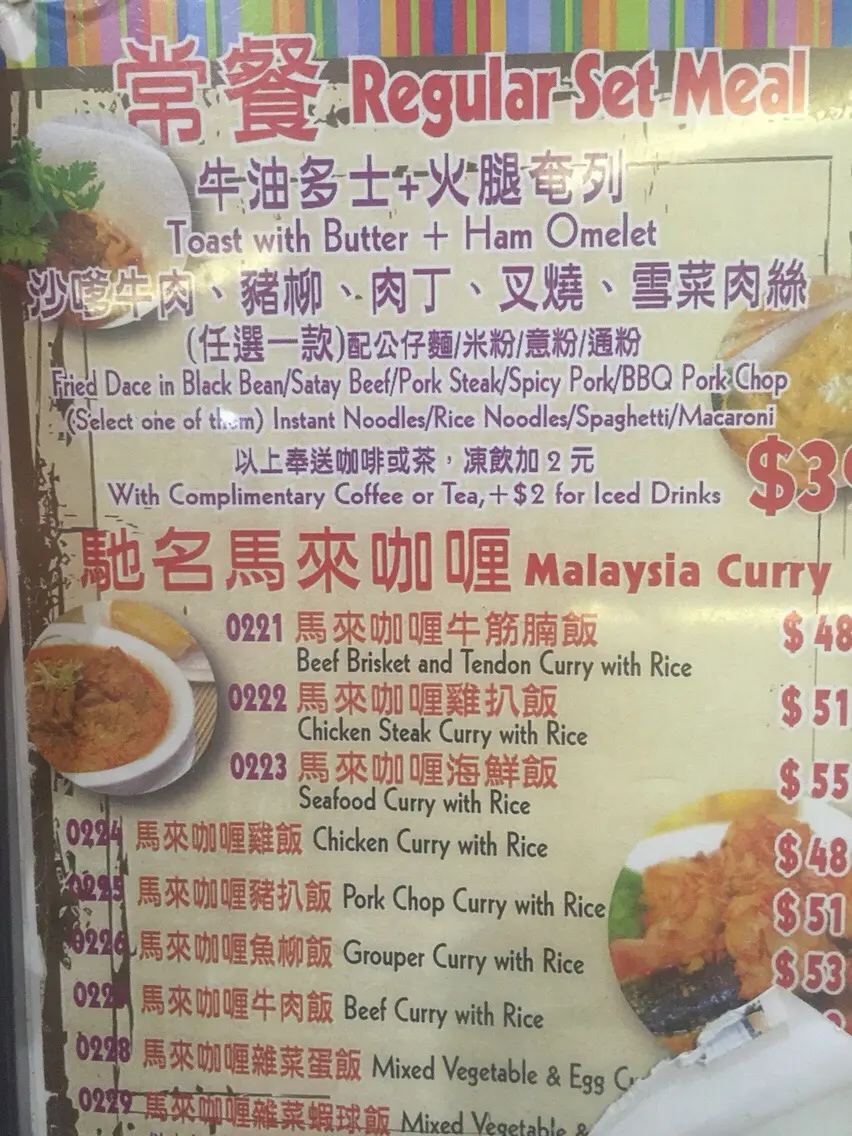 常餐 Regular Set Meal
牛油多士+火腿奄列
Toast with Butter + Ham Omelet
沙嗲牛肉、豬柳、肉丁、叉燒、雪菜肉絲
(任選一款)配公仔麵/米粉/意粉/通粉
Fried Dace in Black Bean/Satay Beef/Pork Steak/Spicy Pork/BBQ Pork Chop
(Select one of them) Instant Noodles/Rice Noodles/Spaghetti/Macaroni
以上奉送咖啡或茶，凍飲加2元
With Complimentary Coffee or Tea,+$2 for Iced Drinks $3
馳名馬來咖喱 Malaysia Curry
0221 馬來咖喱牛筋腩飯 $48
Beef Brisket and Tendon Curry with Rice
0222 馬來咖喱雞扒飯 $51
Chicken Steak Curry with Rice
0223 馬來咖喱海鮮飯 $55
Seafood Curry with Rice
0224 馬來咖喱雞飯 Chicken Curry with Rice $48
0225 馬來咖喱豬扒飯 Pork Chop Curry with Rice $51
0226 馬來咖喱魚柳飯 Grouper Curry with Rice $53
馬來咖喱牛肉飯 Beef Curry with Rice
0228 馬來咖喱雜菜蛋飯 Mixed Vegetable & Egg
0229 馬來咖喱雜菜蝦球飯 Mixed Vegetable &